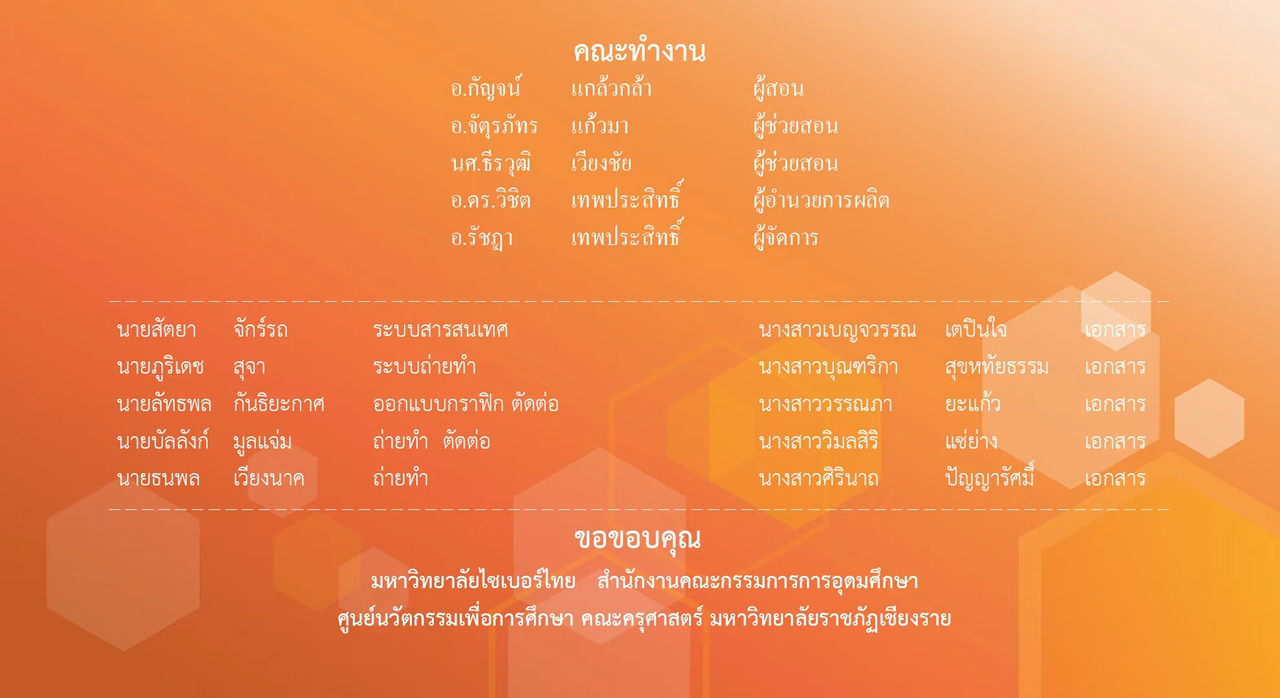 คณะทำงาน
อ.กัญจน์ แกล้วกล้า ผู้สอน
อ.จัตุรภัทร แก้วมา ผู้ช่วยสอน
นศ.ธีรวุฒิ เวียงชัย ผู้ช่วยสอน
อ.ดร.วิชิต เทพประสิทธิ์ ผู้อำนวยการผลิต
อ.รัชฎา เทพประสิทธิ์ ผู้จัดการ
นายสัตยา จักร์รถ ระบบสารสนเทศ นางสาวเบญจวรรณ เตปินใจ เอกสาร
นายภูริเดช สุจา ระบบถ่ายทำ นางสาวบุณฑริกา สุขหทัยธรรม เอกสาร
นายลัทธพล กันธิยะกาศ ออกแบบกราฟิก ตัดต่อ นางสาววรรณภา ยะแก้ว เอกสาร
นายบัลลังก์ มูลแจ่ม ถ่ายทำ ตัดต่อ นางสาววิมลสิริ แซ่ย่าง เอกสาร
นายธนพล เวียงนาค ถ่ายทำ นางสาวศิรินาถ ปัญญารัศมิ์ เอกสาร
ขอขอบคุณ
มหาวิทยาลัยไซเบอร์ไทย สำนักงานคณะกรรมการการอุดมศึกษา
ศูนย์นวัตกรรมเพื่อการศึกษา คณะครุศาสตร์ มหาวิทยาลัยราชภัฏเชียงราย